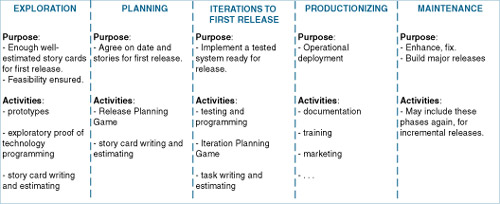 EXPLORATION
Purpose:
- Enough well-
estimated story cards
for first release.
- Feasibility ensured.
Activities:
- prototypes
- exploratory proof of
technology
programming
- story card writing
and estimating
PLANNING
Purpose:
- Agree on date and
stories for first release.
Activities:
- Release Planning
Game
- story card writing and
estimating
ITERATIONS TO
FIRST RELEASE
Purpose:
- Implement a tested
system ready for
release.
Activities:
- testing and
programming
- Iteration Planning
Game
- task writing and
estimating
PRODUCTIONIZING
Purpose:
- Operational
deployment
Activities:
- documentation
- training
- marketing
- . . .
MAINTENANCE
Purpose:
- Enhance, fix.
- Build major releases
Activities:
- May include these
phases again, for
incremental releases.